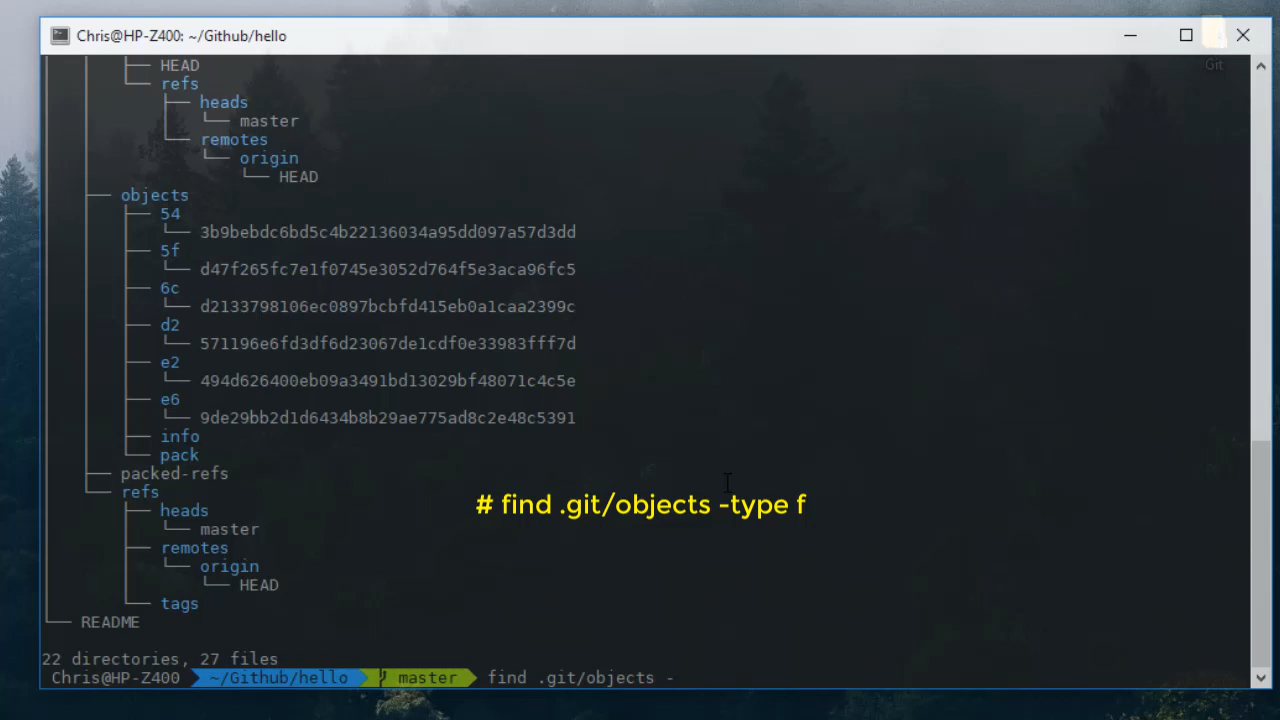 Chris@HP-Z400: ~/Github/hello
Git
├── HEAD
└── refs
├── heads
└── master
└── remotes
└── origin
└── HEAD
├── objects
├── 54
└── 3b9bebdc6bd5c4b22136034a95dd097a57d3dd
├── 5f
└── d47f265fc7e1f0745e3052d764f5e3aca96fc5
├── 6c
└── d2133798106ec0897bcbfd415eb0a1caa2399c
├── d2
└── 571196e6fd3df6d23067de1cdf0e33983fff7d
├── e2
└── 494d626400eb09a3491bd13029bf48071c4c5e
├── e6
└── 9de29bb2d1d6434b8b29ae775ad8c2e48c5391
├── info
└── pack
├── packed-refs
└── refs
# find .git/objects -type f
├── heads
└── master
├── remotes
└── origin
└── HEAD
└── tags
└── README
22 directories, 27 files
Chris@HP-Z400 ~/Github/hello master find .git/objects -